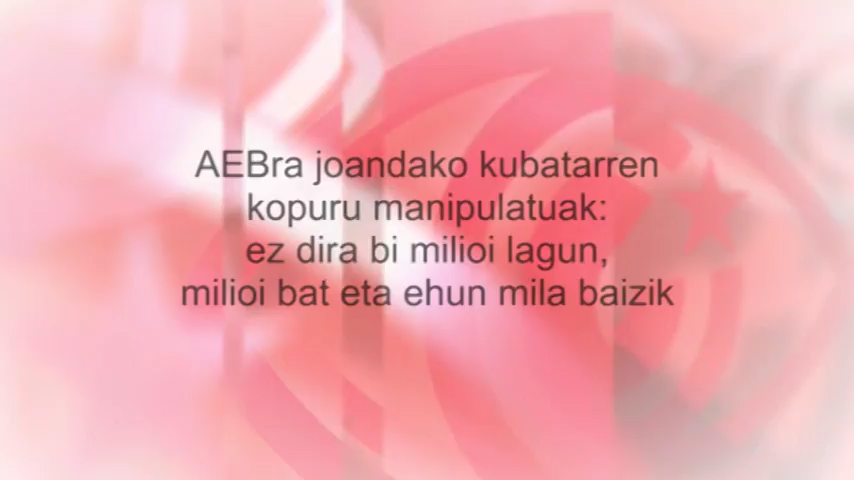 AEBra joandako kubatarren
kopuru manipulatuak:
ez dira bi milioi lagun,
milioi bat eta ehun mila baizik